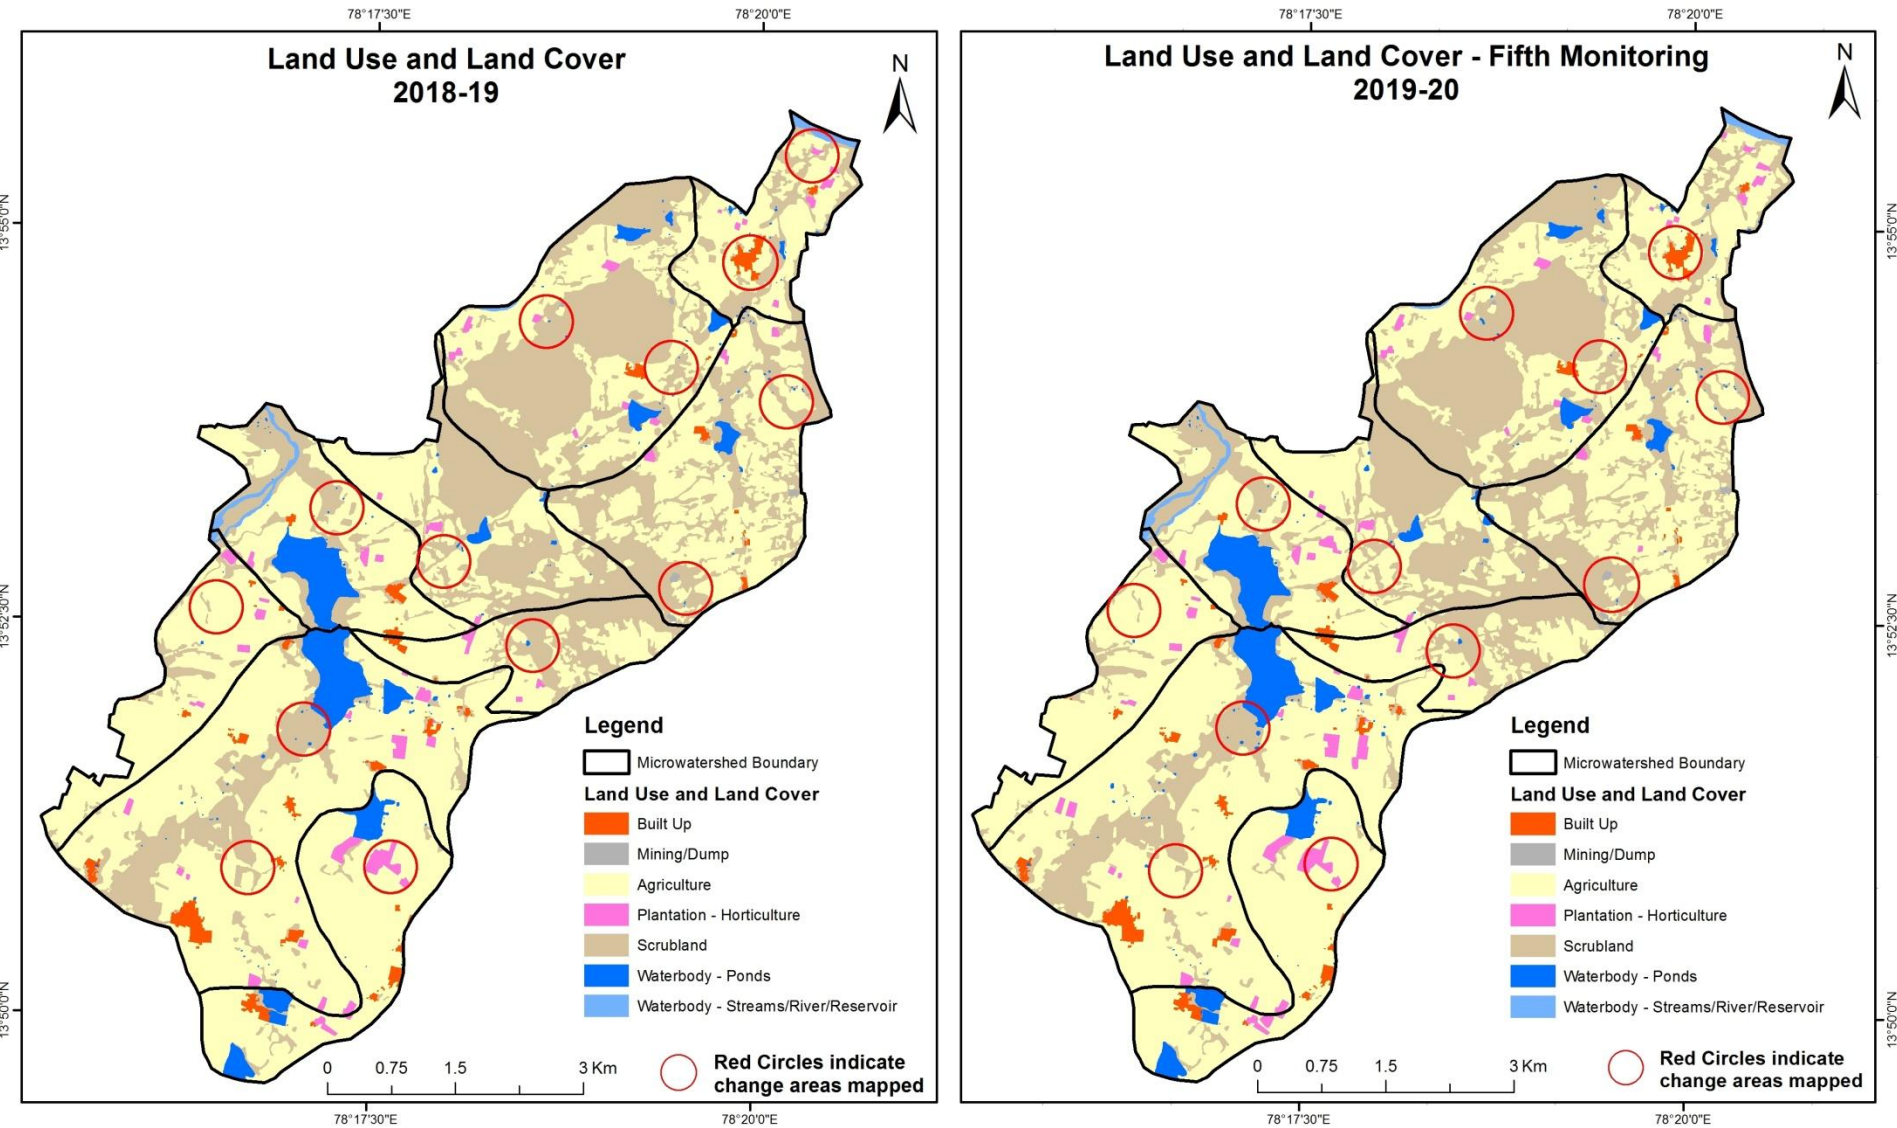 78°17'30"E
78°20'0"E
Land Use and Land Cover
2018-19
N
13°55'0"N
13°52'30"N
13°50'0"N
Legend
Microwatershed Boundary
Land Use and Land Cover
Built Up
Mining/Dump
Agriculture
Plantation - Horticulture
Scrubland
Waterbody - Ponds
Waterbody - Streams/River/Reservoir
0 0.75 1.5 3 Km
Red Circles indicate
change areas mapped
78°17'30"E
78°20'0"E
78°17'30"E
78°20'0"E
Land Use and Land Cover - Fifth Monitoring
2019-20
N
13°55'0"N
13°52'30"N
13°50'0"N
Legend
Microwatershed Boundary
Land Use and Land Cover
Built Up
Mining/Dump
Agriculture
Plantation - Horticulture
Scrubland
Waterbody - Ponds
Waterbody - Streams/River/Reservoir
0 0.75 1.5 3 Km
Red Circles indicate
change areas mapped
78°17'30"E
78°20'0"E